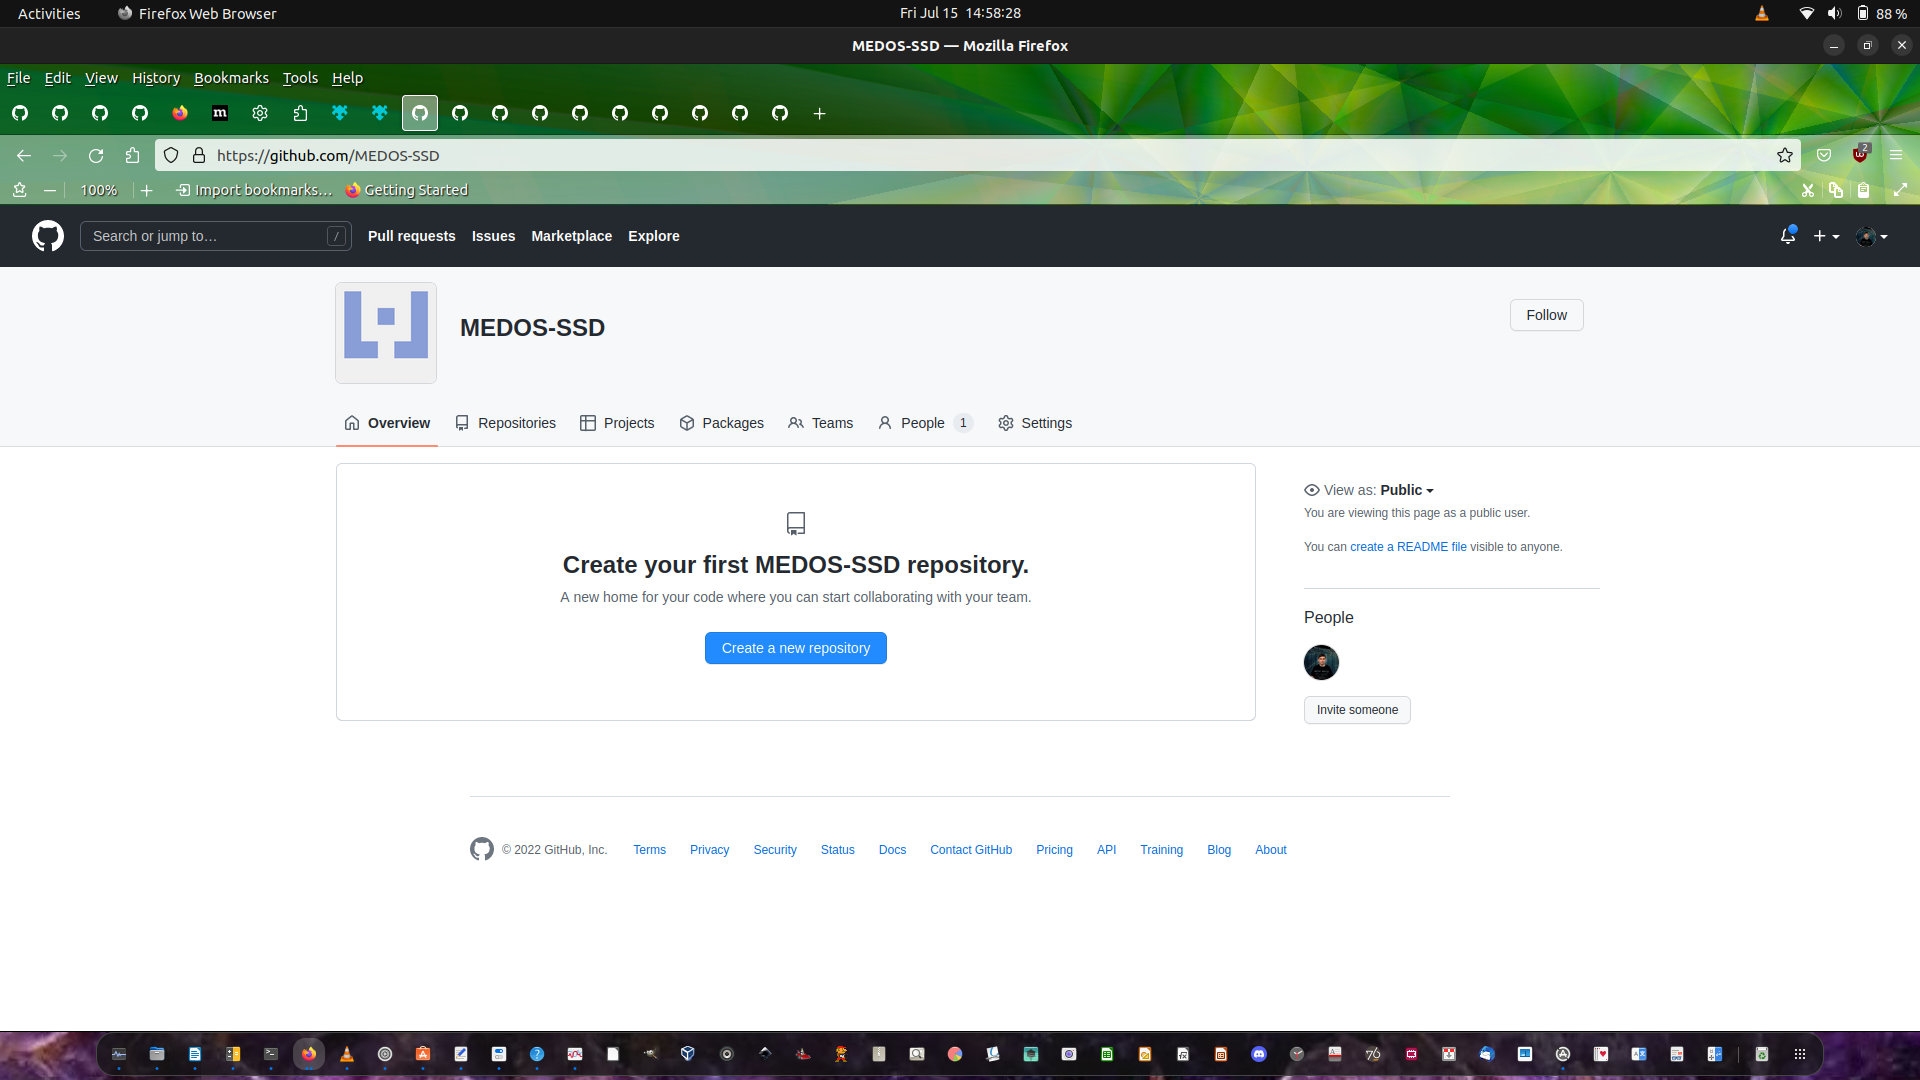 Activities
Firefox Web Browser
Fri Jul 15 14:58:28
88 %
MEDOS-SSD — Mozilla Firefox
File Edit View History Bookmarks Tools Help
https://github.com/MEDOS-SSD
2
100%
Import bookmarks…
Getting Started
Search or jump to…
/
Pull requests
Issues
Marketplace
Explore
MEDOS-SSD
Follow
Overview
Repositories
Projects
Packages
Teams
People 1
Settings
Create your first MEDOS-SSD repository.
A new home for your code where you can start collaborating with your team.
Create a new repository
View as: Public
You are viewing this page as a public user.
You can create a README file visible to anyone.
People
Invite someone
© 2022 GitHub, Inc.
Terms
Privacy
Security
Status
Docs
Contact GitHub
Pricing
API
Training
Blog
About